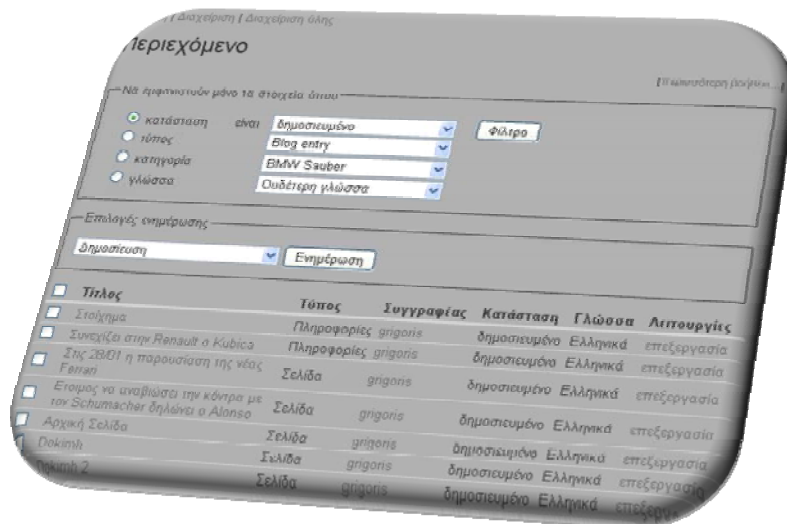 | Διαχείριση | Διαχείριση ύλης
Περιεχόμενο
Να εμφανιστούν μόνο τα στοιχεία όπου
κατάσταση είναι δημοσιευμένο Φίλτρο
τύπος Blog entry
κατηγορία BMW Sauber
γλώσσα Ουδέτερη γλώσσα
Επιλογές ενημέρωσης
Δημοσίευση Ενημέρωση
Τίτλος Τύπος Συγγραφέας Κατάσταση Γλώσσα Λειτουργίες
Στοίχημα Πληροφορίες grigoris δημοσιευμένο Ελληνικά επεξεργασία
Συνεχίζει στην Renault ο Kubica Πληροφορίες grigoris δημοσιευμένο Ελληνικά επεξεργασία
Στις 28/01 η παρουσίαση της νέας
Ferrari Σελίδα grigoris δημοσιευμένο Ελληνικά επεξεργασία
Ετοιμος να αναβιώσει την κόντρα με
τον Schumacher δηλώνει ο Alonso Σελίδα grigoris δημοσιευμένο Ελληνικά επεξεργασία
Αρχική Σελίδα Σελίδα grigoris δημοσιευμένο Ελληνικά επεξεργασία
Dokimh Σελίδα grigoris δημοσιευμένο Ελληνικά επεξεργασία
Dokimh 2 Σελίδα grigoris δημοσιευμένο Ελληνικά